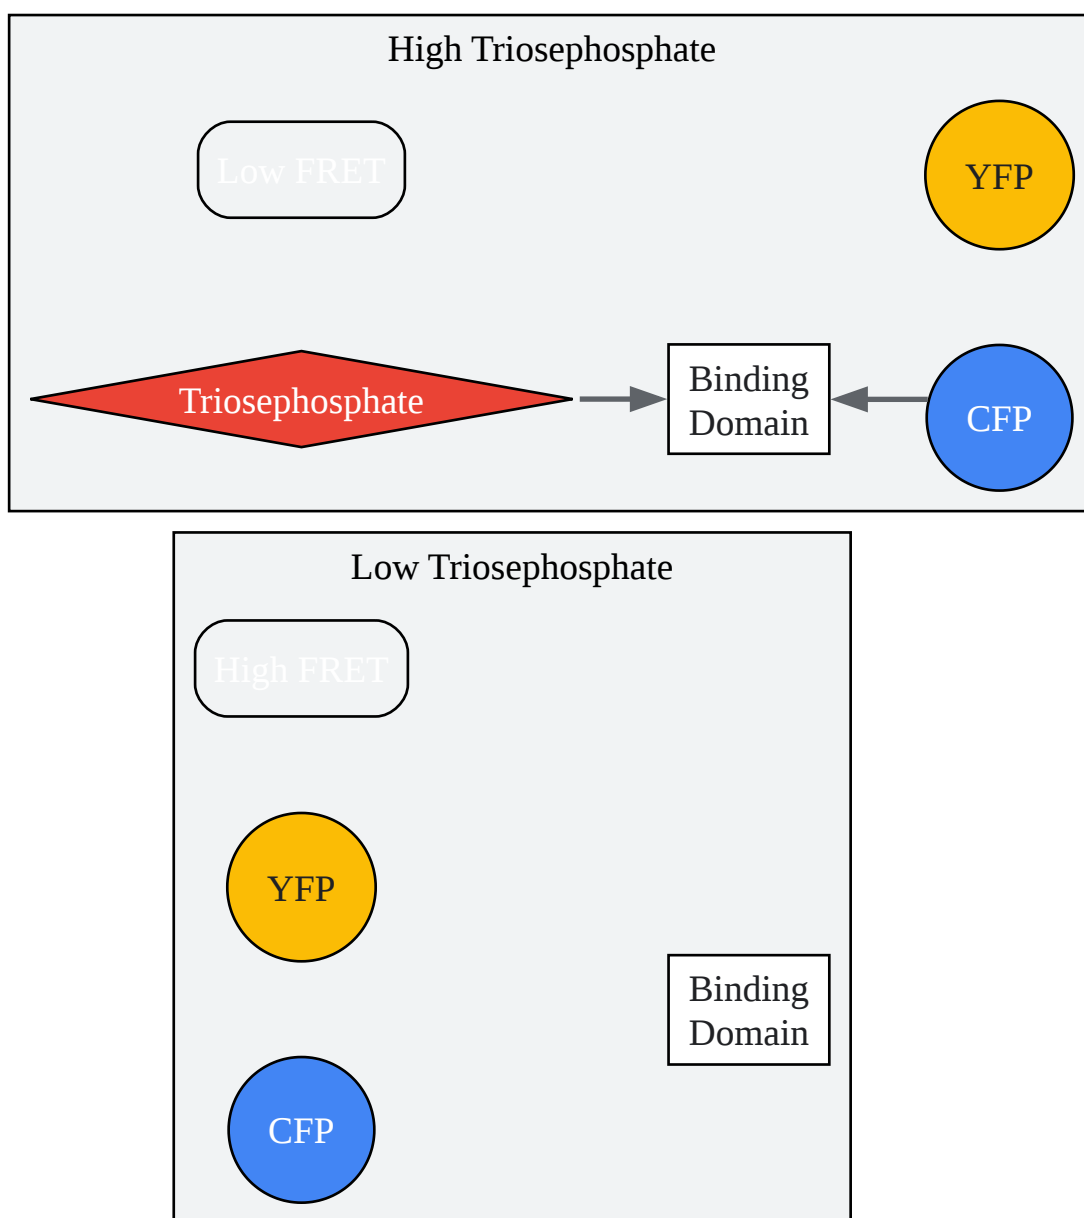 High Triosephosphate
Low FRET
YFP
Triosephosphate
Binding
Domain
CFP
Low Triosephosphate
High FRET
YFP
Binding
Domain
CFP